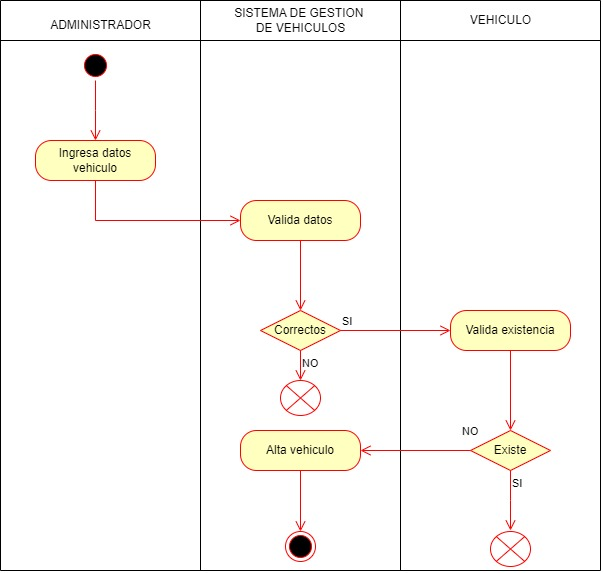 ADMINISTRADOR
SISTEMA DE GESTION
DE VEHICULOS
VEHICULO
Ingresa datos
vehiculo
Valida datos
Correctos
SI
Valida existencia
NO
Alta vehiculo
NO
Existe
SI